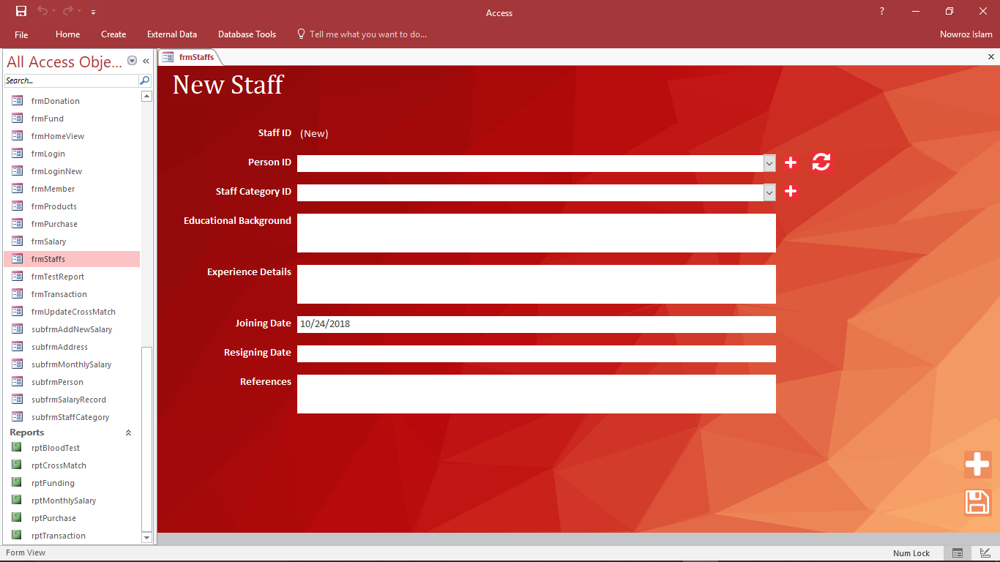 Access
?
File Home Create External Data Database Tools Tell me what you want to do... Nowroz Islam
All Access Obje...
Search...
frmDonation
frmFund
frmHomeView
frmLogin
frmLoginNew
frmMember
frmProducts
frmPurchase
frmSalary
frmStaffs
frmTestReport
frmTransaction
frmUpdateCrossMatch
subfrmAddNewSalary
subfrmAddress
subfrmMonthlySalary
subfrmPerson
subfrmSalaryRecord
subfrmStaffCategory
Reports
rptBloodTest
rptCrossMatch
rptFunding
rptMonthlySalary
rptPurchase
rptTransaction
frmStaffs
New Staff
Staff ID (New)
Person ID
Staff Category ID
Educational Background
Experience Details
Joining Date 10/24/2018
Resigning Date
References
Form View
Num Lock